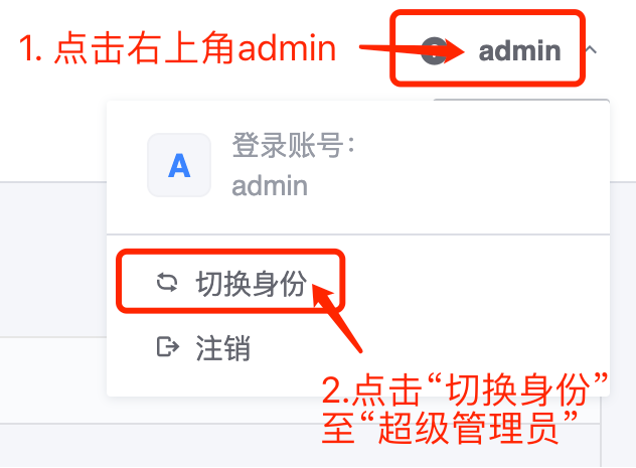 1. 点击右上角admin
admin
A
登录账号：
admin
切换身份
注销
2.点击“切换身份”
至“超级管理员”